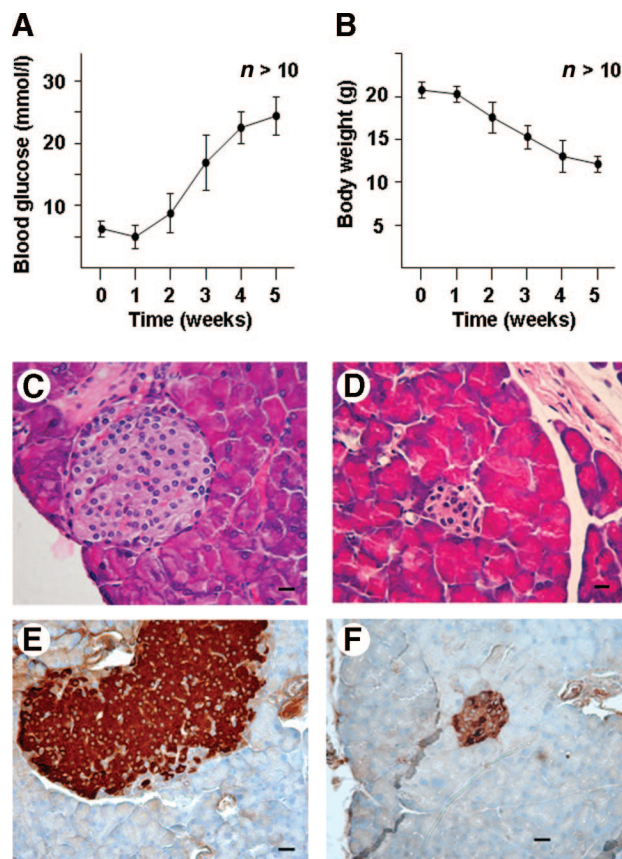 A
B
n > 10
n > 10
Blood glucose (mmol/l)
30
20
10
0 1 2 3 4 5
Time (weeks)
Body weight (g)
20
15
10
5
0 1 2 3 4 5
Time (weeks)
C
D
E
F